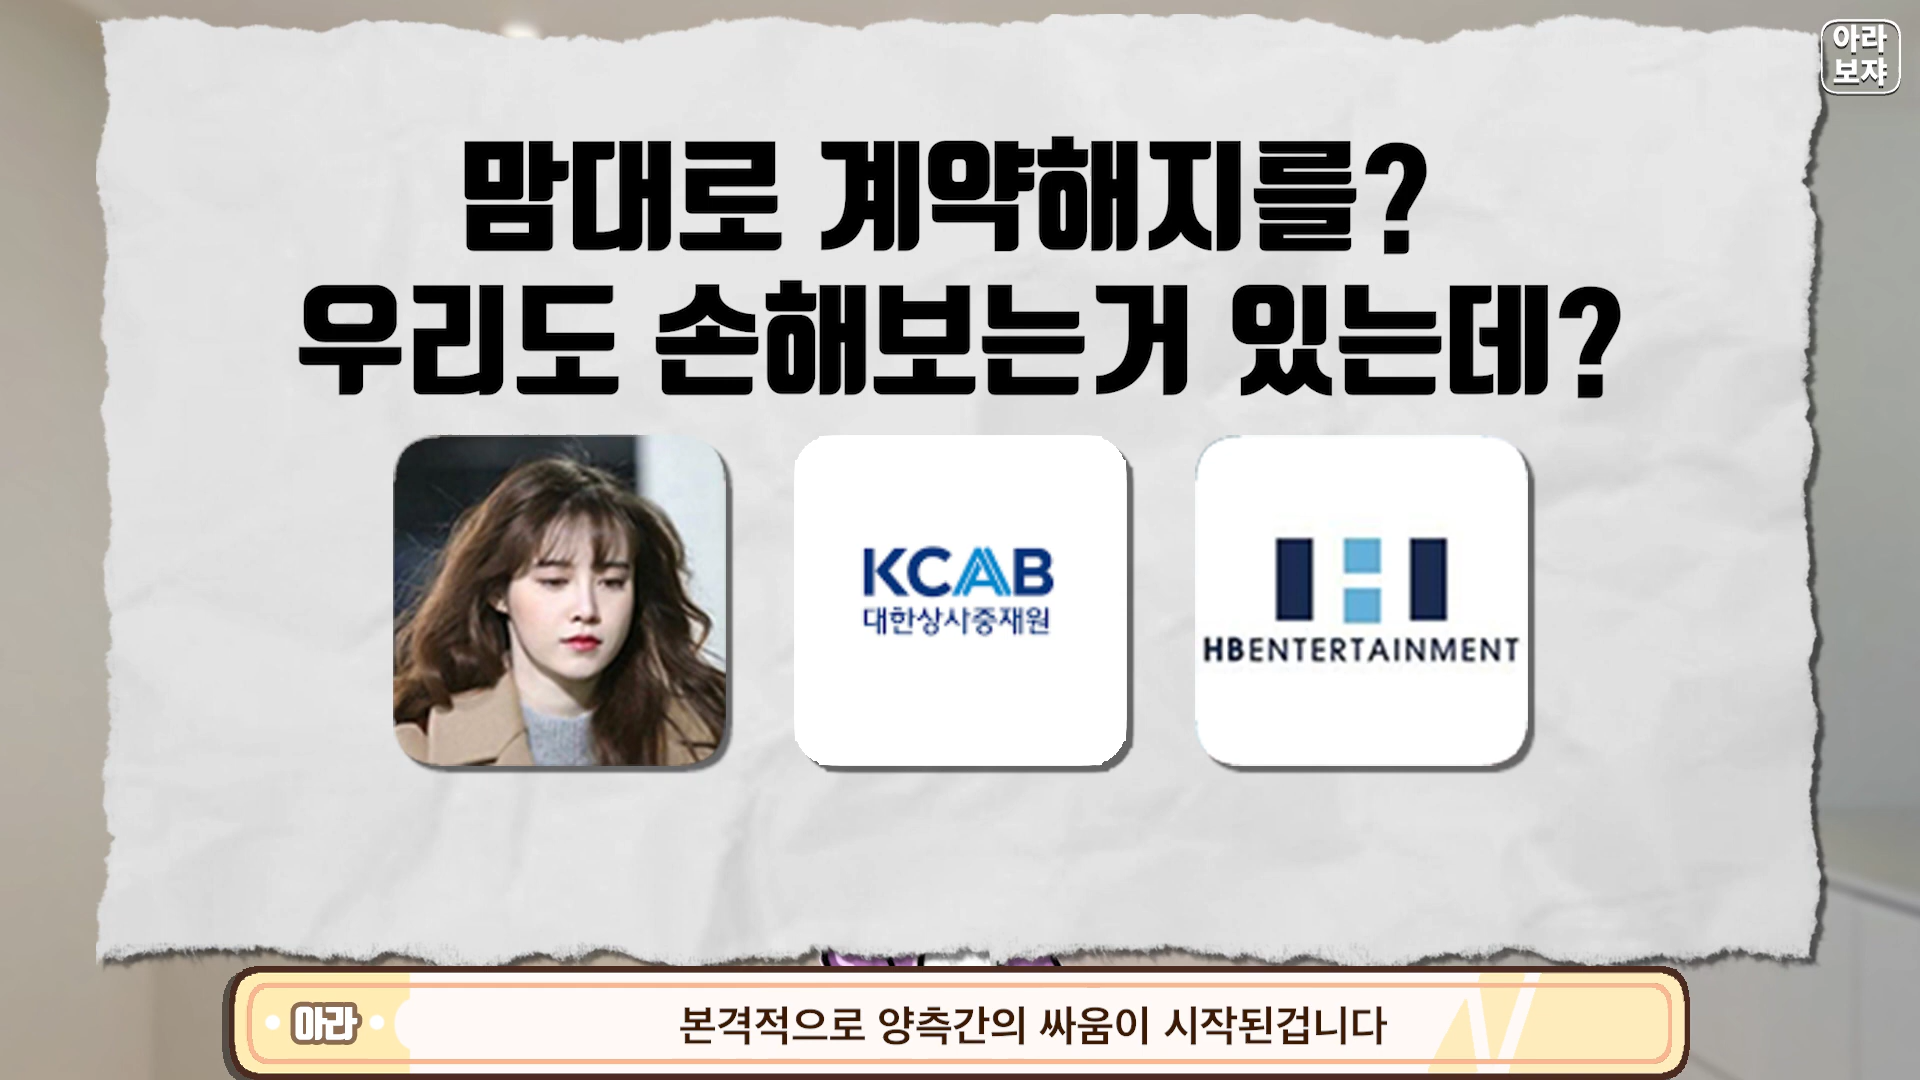 아라
보쟈
맘대로 계약해지를?
우리도 손해보는거 있는데?
KCAB
대한상사중재원
HBENTERTAINMENT
아라
본격적으로 양측간의 싸움이 시작된겁니다